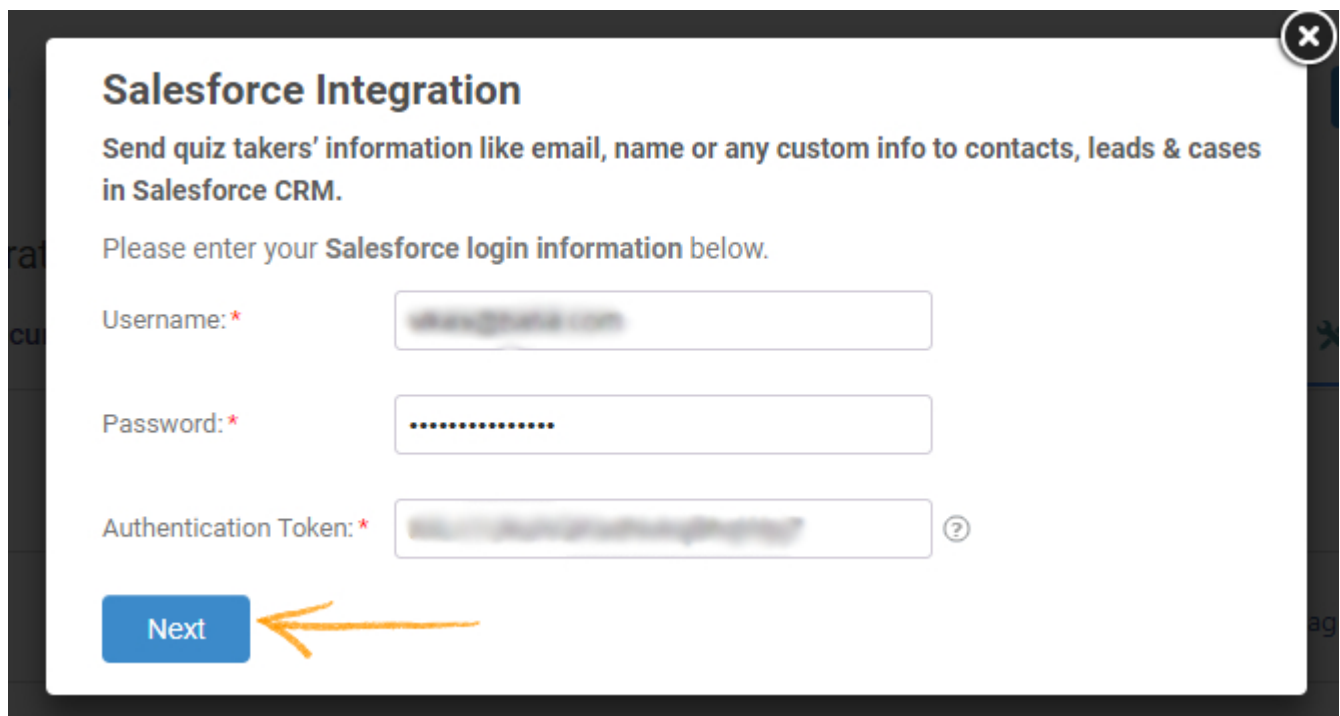 Salesforce Integration
Send quiz takers’ information like email, name or any custom info to contacts, leads & cases
in Salesforce CRM.
Please enter your Salesforce login information below.
Username:*
Password:*
Authentication Token:*
?
Next